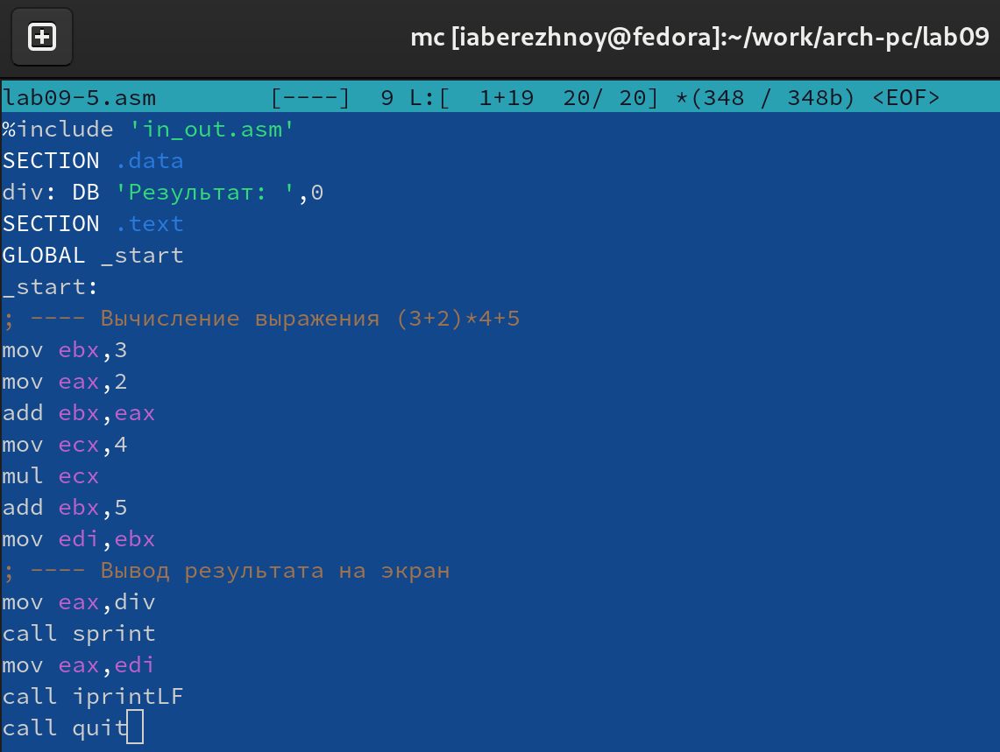 mc [iaberezhnoy@fedora]:~/work/arch-pc/lab09
lab09-5.asm        [----]  9 L:[  1+19  20/ 20] *(348 / 348b) <EOF>
%include 'in_out.asm'
SECTION .data
div: DB 'Результат: ',0
SECTION .text
GLOBAL _start
_start:
; ---- Вычисление выражения (3+2)*4+5
mov ebx,3
mov eax,2
add ebx,eax
mov ecx,4
mul ecx
add ebx,5
mov edi,ebx
; ---- Вывод результата на экран
mov eax,div
call sprint
mov eax,edi
call iprintLF
call quit